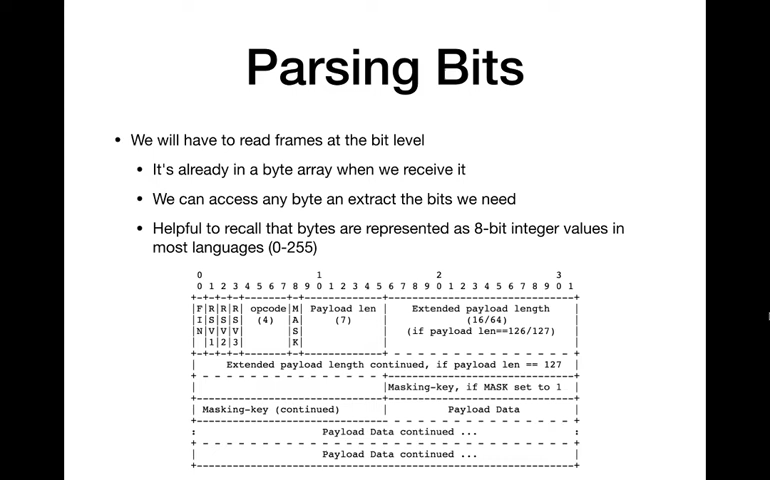 Parsing Bits
• We will have to read frames at the bit level
• It's already in a byte array when we receive it
• We can access any byte an extract the bits we need
• Helpful to recall that bytes are represented as 8-bit integer values in
most languages (0-255)
0                   1                   2                   3
0 1 2 3 4 5 6 7 8 9 0 1 2 3 4 5 6 7 8 9 0 1 2 3 4 5 6 7 8 9 0 1
+-+-+-+-+-------+-+-------------+-------------------------------+
|F|R|R|R| opcode|M| Payload len |    Extended payload length    |
|I|S|S|S|  (4)  |A|     (7)     |             (16/64)           |
|N|V|V|V|       |S|             |   (if payload len==126/127)   |
| |1|2|3|       |K|             |                               |
+-+-+-+-+-------+-+-------------+ - - - - - - - - - - - - - - - +
|     Extended payload length continued, if payload len == 127  |
+ - - - - - - - - - - - - - - - +-------------------------------+
|                               |Masking-key, if MASK set to 1  |
+-------------------------------+-------------------------------+
| Masking-key (continued)       |          Payload Data         |
+-------------------------------- - - - - - - - - - - - - - - - +
:                     Payload Data continued ...                :
+ - - - - - - - - - - - - - - - - - - - - - - - - - - - - - - - +
|                     Payload Data continued ...                |
+---------------------------------------------------------------+